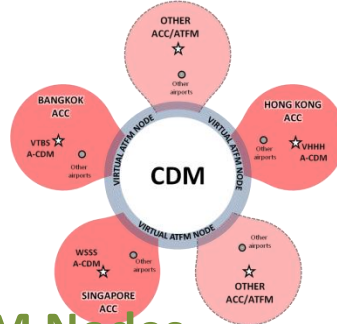 OTHER
ACC/ATFM
Other
airports
BANGKOK
ACC
VTBS
A-CDM
Other
airports
HONG KONG
ACC
Other
airports
VHHH
A-CDM
VIRTUAL ATFM NODE
VIRTUAL ATFM NODE
CDM
VIRTUAL ATFM NODE
WSSS
A-CDM
Other
airports
SINGAPORE
ACC
Other
airports
OTHER
ACC/ATFM